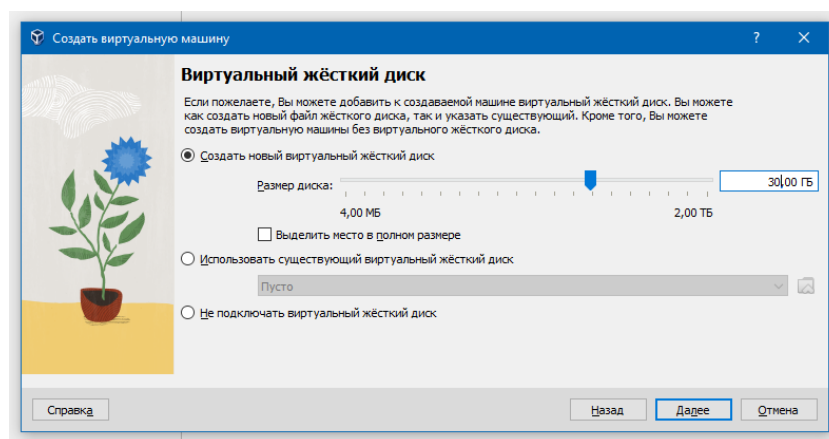 Создать виртуальную машину
Виртуальный жёсткий диск
Если пожелаете, Вы можете добавить к создаваемой машине виртуальный жёсткий диск. Вы можете
как создать новый файл жёсткого диска, так и указать существующий. Кроме того, Вы можете
создать виртуальную машины без виртуального жёсткого диска.
Создать новый виртуальный жёсткий диск
Размер диска: 30,00 ГБ
4,00 МБ 2,00 ТБ
Выделить место в полном размере
Использовать существующий виртуальный жёсткий диск
Пусто
Не подключать виртуальный жёсткий диск
Справка Назад Далее Отмена